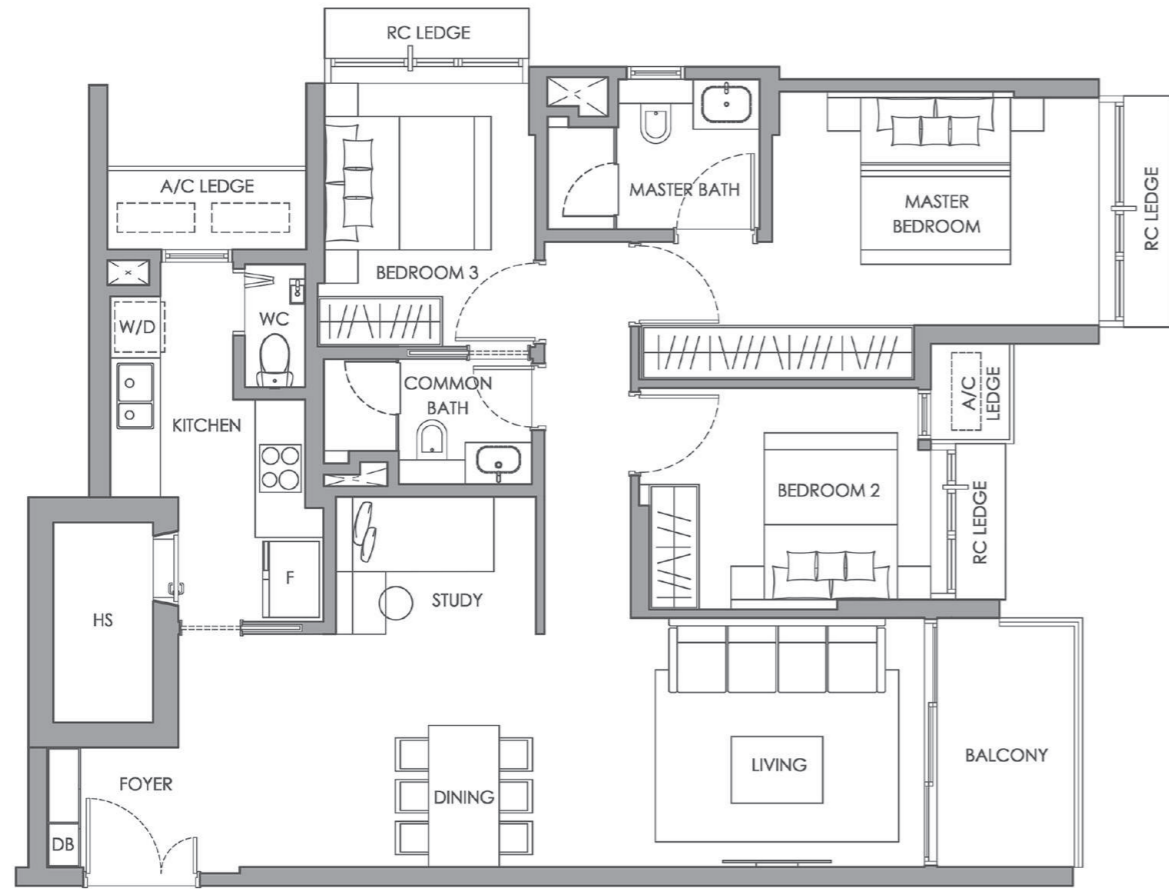 RC LEDGE
A/C LEDGE
MASTER BATH
MASTER
BEDROOM
RC LEDGE
BEDROOM 3
W/D
WC
COMMON
BATH
A/C
LEDGE
KITCHEN
BEDROOM 2
RC LEDGE
F
STUDY
HS
FOYER
DINING
LIVING
BALCONY
DB